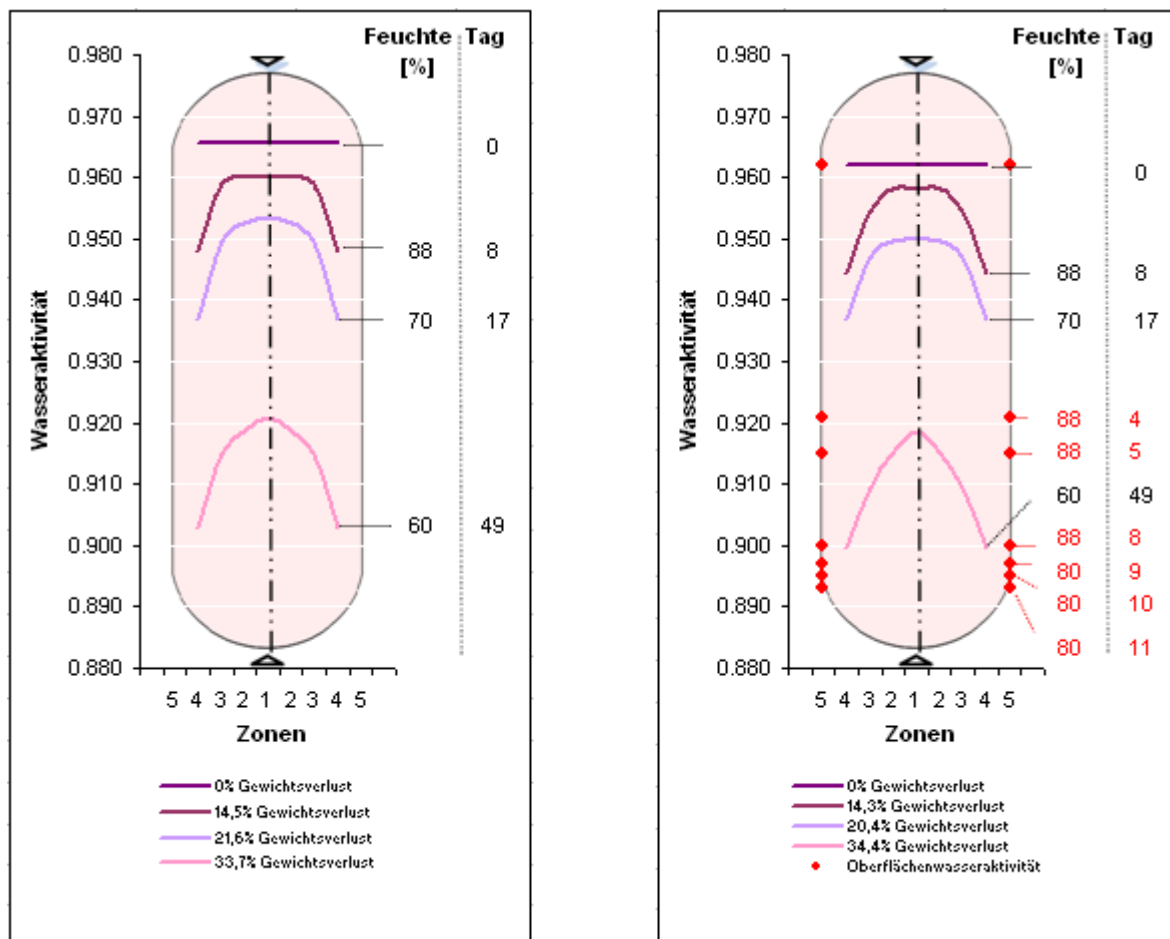 Feuchte Tag
[%]
0.980
0.970
0
0.960
0.950
88 8
0.940
70 17
0.930
0.920
0.910
0.900
60 49
0.890
0.880
Wasseraktivität
5 4 3 2 1 2 3 4 5
Zonen
0% Gewichtsverlust
14,5% Gewichtsverlust
21,6% Gewichtsverlust
33,7% Gewichtsverlust
Feuchte Tag
[%]
0.980
0.970
0
0.960
0.950
88 8
0.940
70 17
0.930
0.920
88 4
88 5
0.910
60 49
0.900
88 8
80 9
0.890
80 10
80 11
0.880
Wasseraktivität
5 4 3 2 1 2 3 4 5
Zonen
0% Gewichtsverlust
14,3% Gewichtsverlust
20,4% Gewichtsverlust
34,4% Gewichtsverlust
Oberflächenwasseraktivität